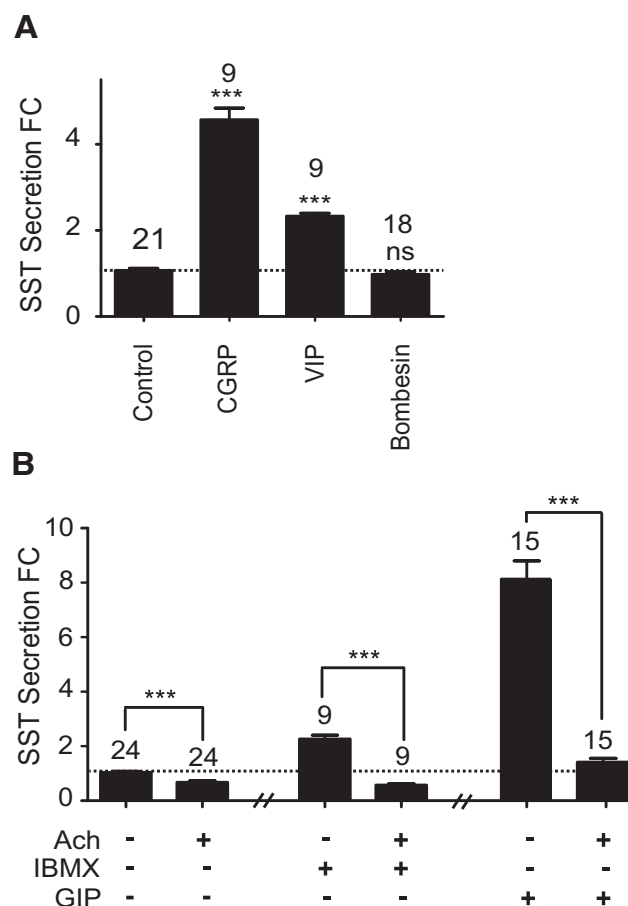 A
SST Secretion FC
4
2
0
21
9
***
9
***
18
ns
Control
CGRP
VIP
Bombesin
B
SST Secretion FC
10
8
6
4
2
0
***
24
24
***
9
9
***
15
15
Ach - + - + - +
IBMX - - + + - -
GIP - - - - + +